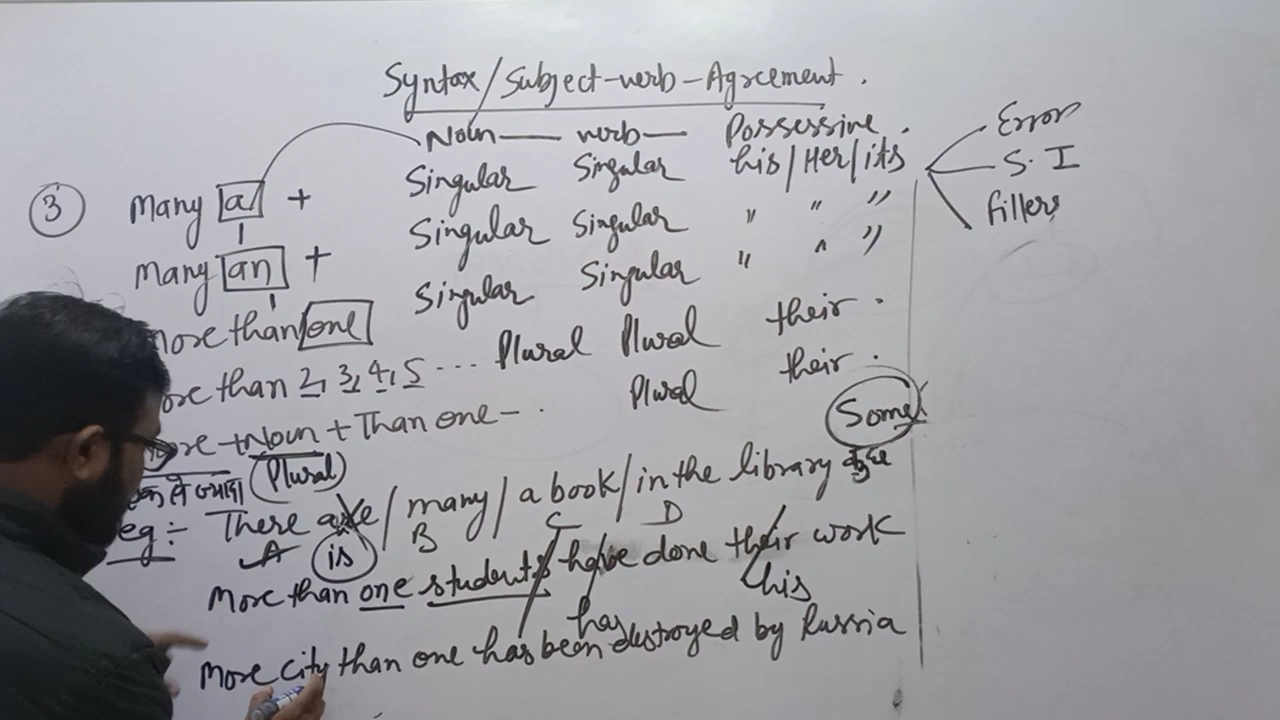 Syntax/Subject-verb-Agreement.
Noun — verb — Possessive.
③ Many a + Singular Singular his/Her/its
Many an + Singular Singular " " "
more than one Singular Singular " " "
ore than 2, 3, 4, 5 ... Plural Plural their.
ore + Noun + Than one - . Plural their.
(Plural)
Error
S. I
fillers
Some
eg:- There are / many / a book / in the library
A is B C D
More than one students have done their work
has his
More city than one has been destroyed by Russia